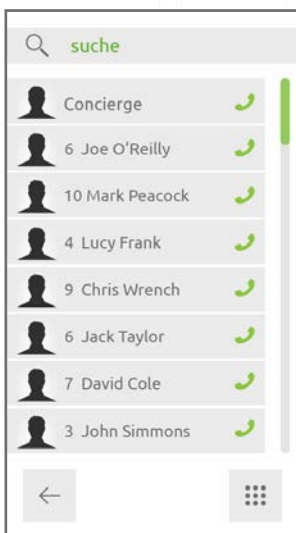 suche
Concierge
6 Joe O'Reilly
10 Mark Peacock
4 Lucy Frank
9 Chris Wrench
6 Jack Taylor
7 David Cole
3 John Simmons